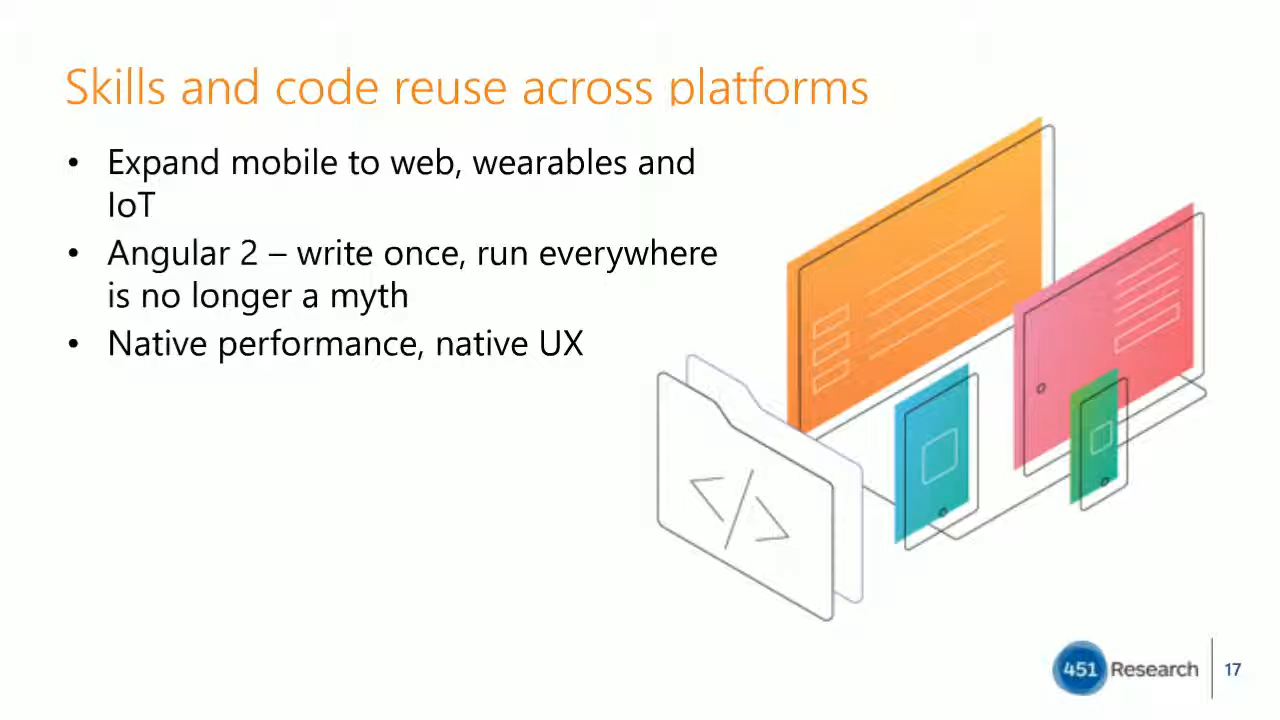 Skills and code reuse across platforms
• Expand mobile to web, wearables and
IoT
• Angular 2 – write once, run everywhere
is no longer a myth
• Native performance, native UX
</>
451 Research
17